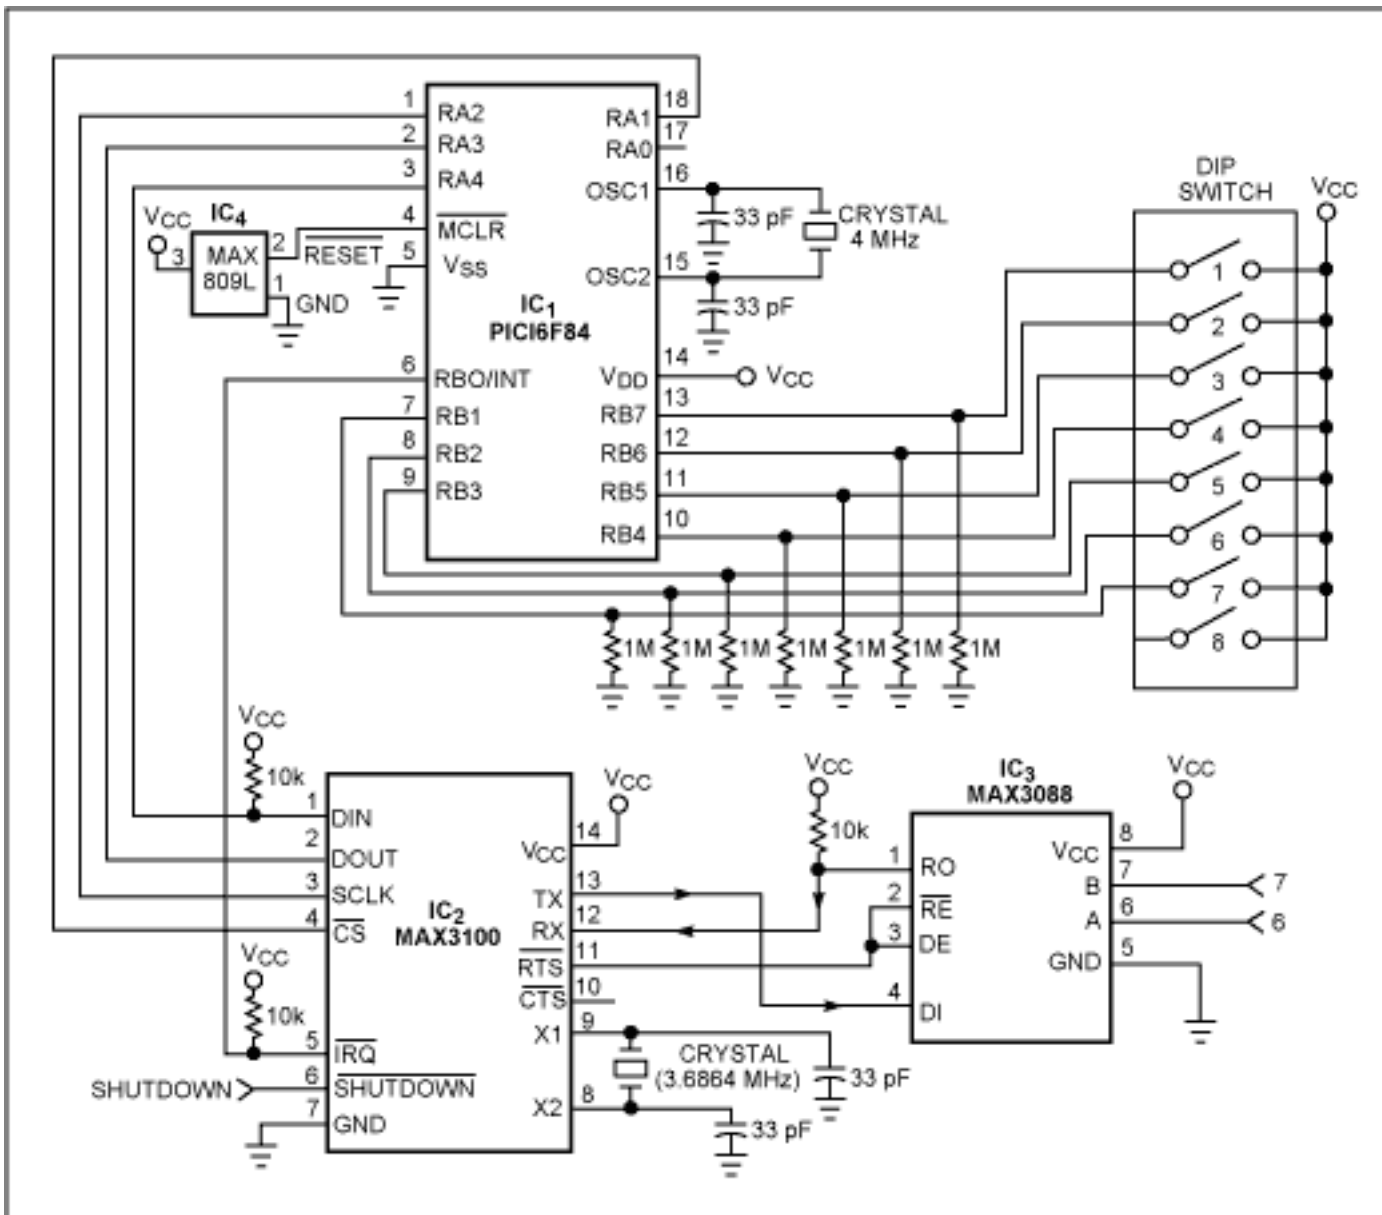 1 RA2
2 RA3
3 RA4
4 MCLR
5 VSS
6 RBO/INT
7 RB1
8 RB2
9 RB3
IC1
PICI6F84
18 RA1
17 RA0
16 OSC1
15 OSC2
14 VDD
13 RB7
12 RB6
11 RB5
10 RB4
VCC
IC4
MAX
809L
3
2
1
RESET
GND
33 pF
CRYSTAL
4 MHz
33 pF
VCC
DIP
SWITCH
VCC
1
2
3
4
5
6
7
8
1M
1M
1M
1M
1M
1M
1M
VCC
10k
VCC
10k
1 DIN
2 DOUT
3 SCLK
4 CS
5 IRQ
SHUTDOWN
6 SHUTDOWN
7 GND
IC2
MAX3100
VCC
14 VCC
13 TX
12 RX
11 RTS
10 CTS
9 X1
8 X2
CRYSTAL
(3.6864 MHz)
33 pF
33 pF
VCC
10k
IC3
MAX3088
1 RO
2 RE
3 DE
4 DI
VCC
8 VCC
7 B
6 A
5 GND
7
6